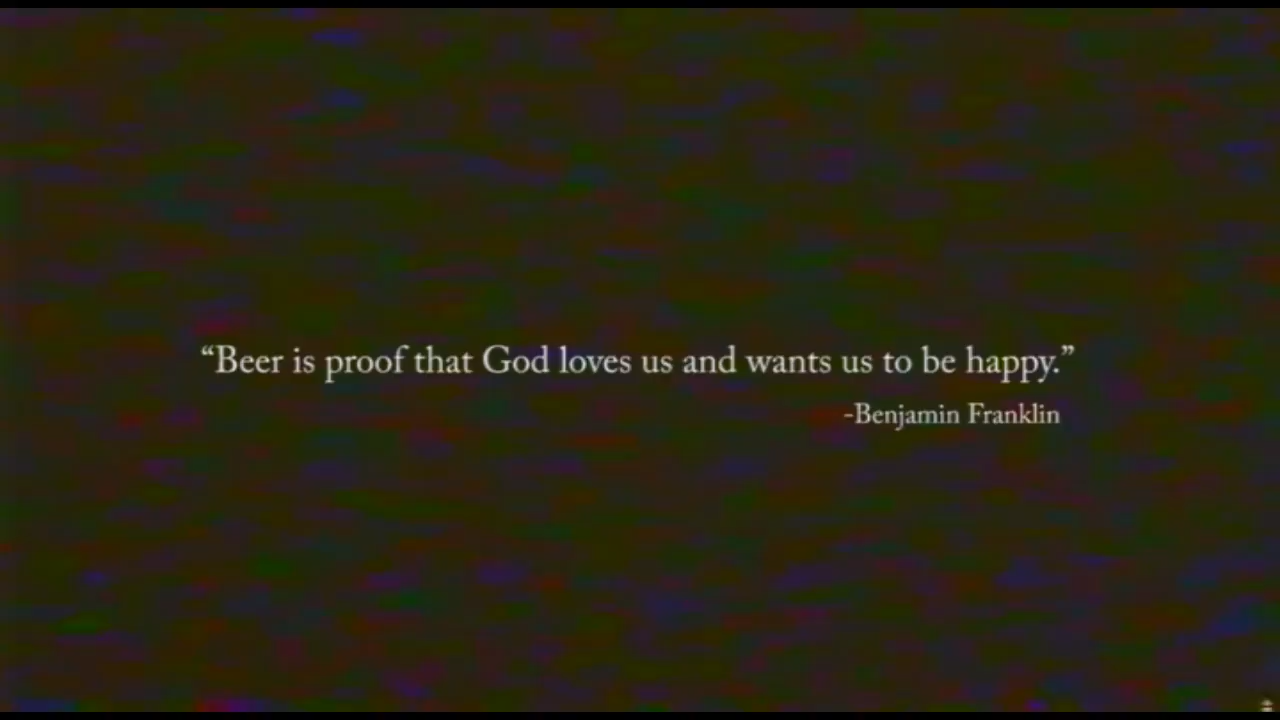 “Beer is proof that God loves us and wants us to be happy.”
-Benjamin Franklin